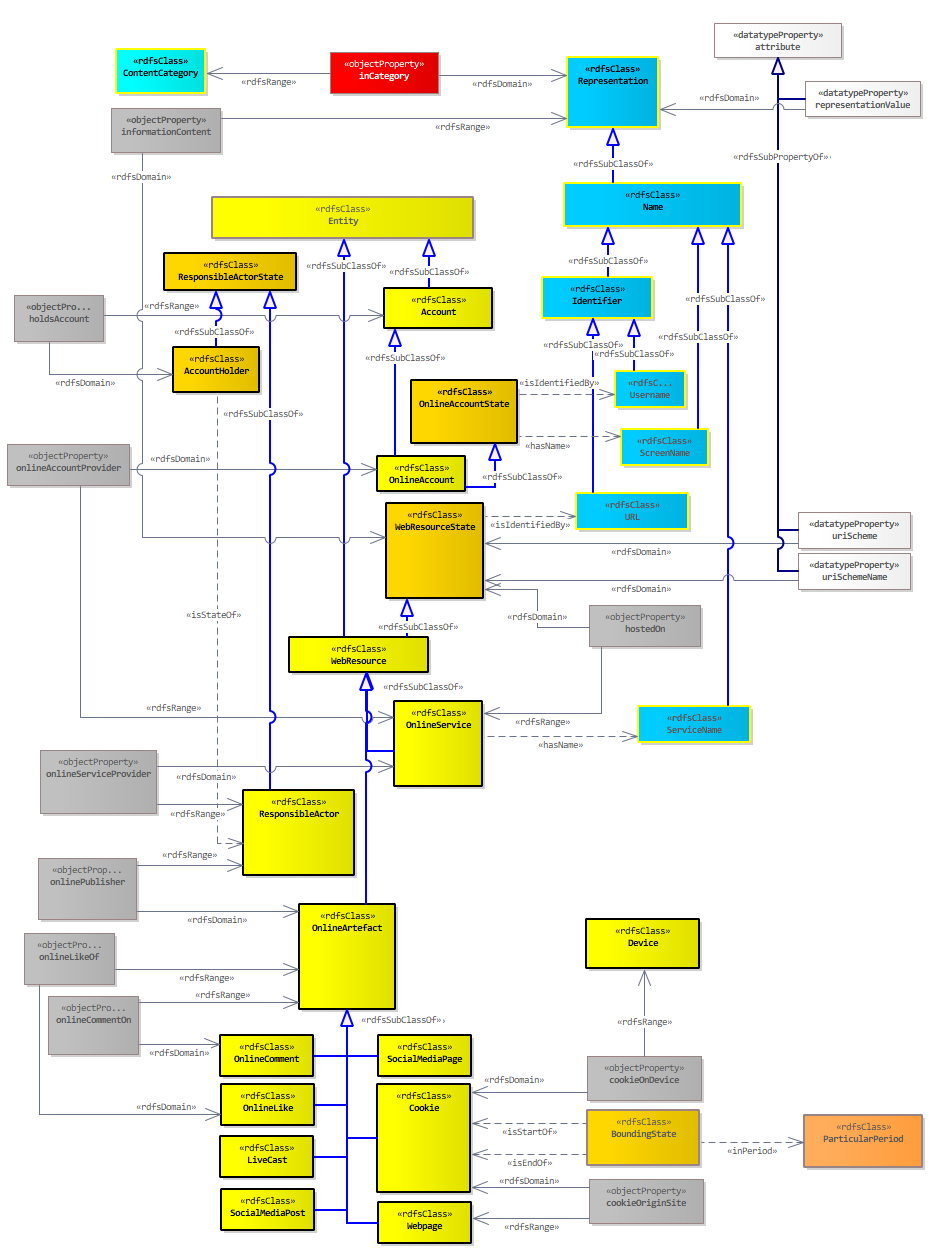 «datatypeProperty»
attribute
«rdfsClass»
ContentCategory
«rdfsRange»
«objectProperty»
inCategory
«rdfsDomain»
«rdfsClass»
Representation
«datatypeProperty»
representationValue
«rdfsDomain»
«objectProperty»
informationContent
«rdfsRange»
«rdfsDomain»
«rdfsSubClassOf»
«rdfsSubPropertyOf»
«rdfsClass»
Name
«rdfsClass»
Entity
«rdfsSubClassOf»
«rdfsSubClassOf»
«rdfsSubClassOf»
«rdfsClass»
ResponsibleActorState
«rdfsClass»
Identifier
«rdfsClass»
Account
«objectPro...
holdsAccount
«rdfsRange»
«rdfsSubClassOf»
«rdfsSubClassOf»
«rdfsSubClassOf»
«rdfsSubClassOf»
«rdfsSubClassOf»
«rdfsSubClassOf»
«rdfsClass»
AccountHolder
«rdfsDomain»
«rdfsClass»
OnlineAccountState
«isIdentifiedBy»
«rdfsC...
Username
«rdfsSubClassOf»
«hasName»
«rdfsClass»
ScreenName
«objectProperty»
onlineAccountProvider
«rdfsDomain»
«rdfsClass»
OnlineAccount
«rdfsSubClassOf»
«rdfsClass»
WebResourceState
«isIdentifiedBy»
«rdfsClass»
URL
«datatypeProperty»
uriScheme
«rdfsDomain»
«datatypeProperty»
uriSchemeName
«rdfsDomain»
«isStateOf»
«rdfsDomain»
«objectProperty»
hostedOn
«rdfsSubClassOf»
«rdfsClass»
WebResource
«rdfsSubClassOf»
«rdfsRange»
«rdfsClass»
OnlineService
«rdfsRange»
«rdfsClass»
ServiceName
«hasName»
«objectProperty»
onlineServiceProvider
«rdfsDomain»
«rdfsClass»
ResponsibleActor
«rdfsRange»
«rdfsRange»
«objectProp...
onlinePublisher
«rdfsDomain»
«rdfsClass»
OnlineArtefact
«rdfsClass»
Device
«objectPro...
onlineLikeOf
«rdfsRange»
«rdfsRange»
«objectPro...
onlineCommentOn
«rdfsSubClassOf»
«rdfsRange»
«rdfsDomain»
«rdfsClass»
OnlineComment
«rdfsClass»
SocialMediaPage
«objectProperty»
cookieOnDevice
«rdfsDomain»
«rdfsDomain»
«rdfsClass»
OnlineLike
«rdfsClass»
Cookie
«isStartOf»
«rdfsClass»
BoundingState
«inPeriod»
«rdfsClass»
ParticularPeriod
«rdfsClass»
LiveCast
«isEndOf»
«rdfsDomain»
«objectProperty»
cookieOriginSite
«rdfsClass»
SocialMediaPost
«rdfsClass»
Webpage
«rdfsRange»